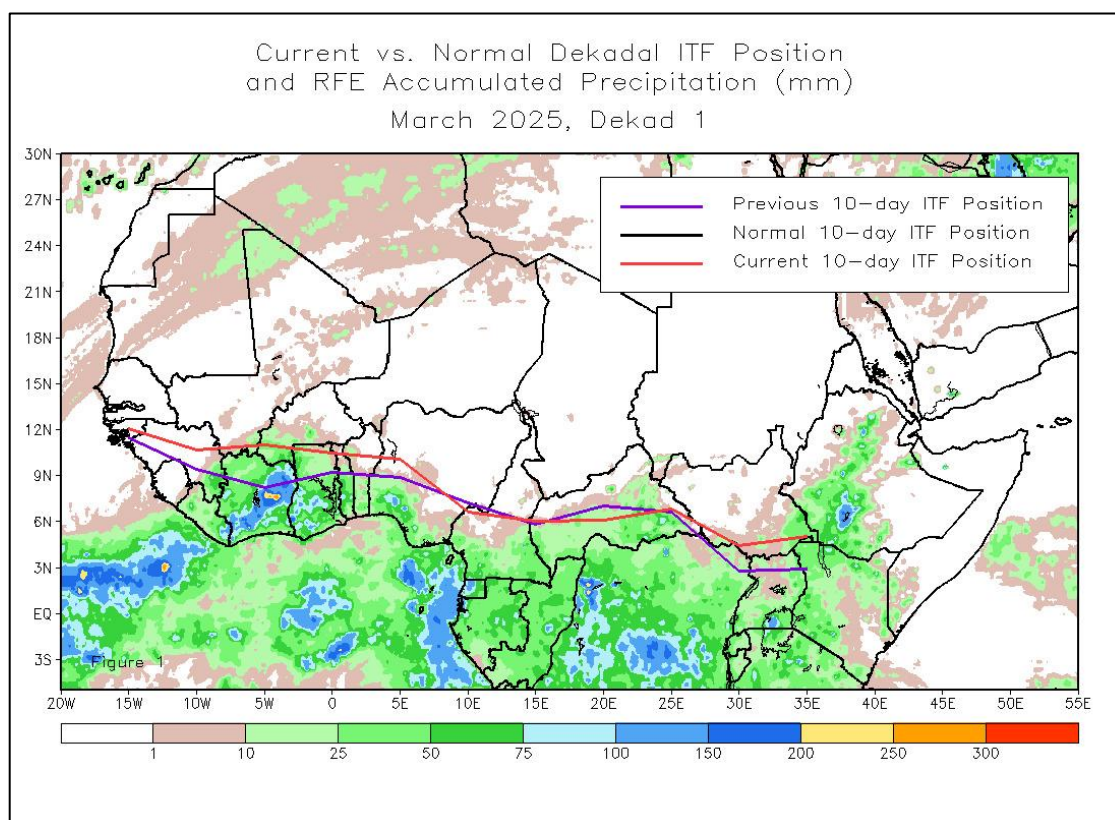 Current vs. Normal Dekadal ITF Position
and RFE Accumulated Precipitation (mm)
March 2025, Dekad 1
30N
27N
24N
21N
18N
15N
12N
9N
6N
3N
EQ
3S
Previous 10-day ITF Position
Normal 10-day ITF Position
Current 10-day ITF Position
Figure 1
20W 15W 10W 5W 0 5E 10E 15E 20E 25E 30E 35E 40E 45E 50E 55E
1 10 25 50 75 100 150 200 250 300